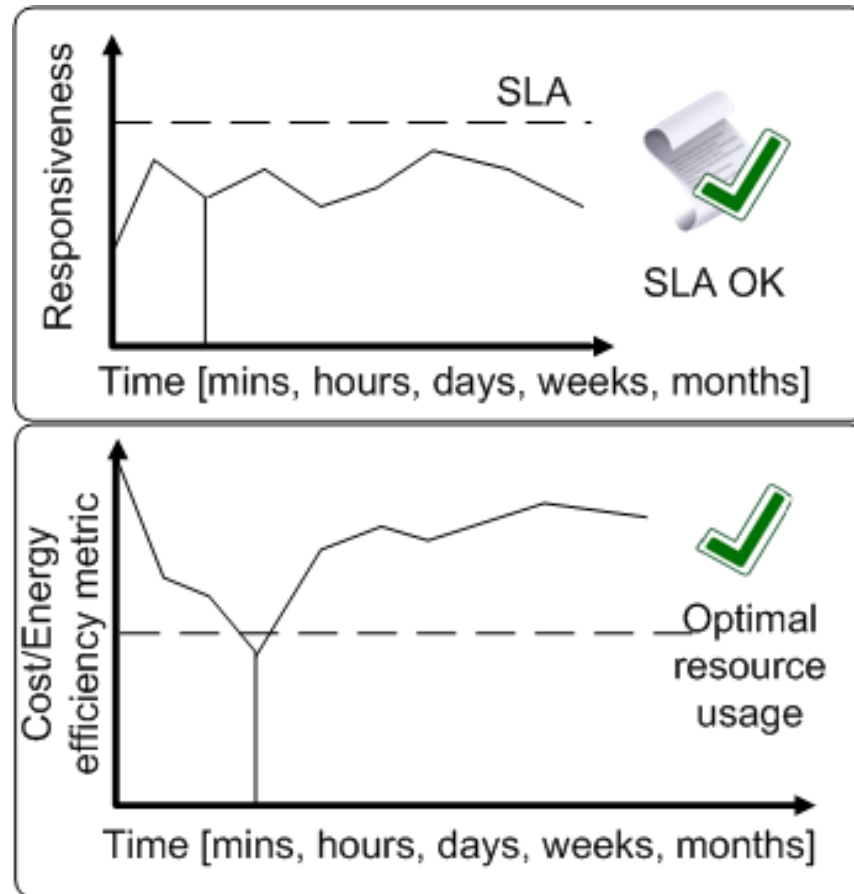 SLA
Responsiveness
SLA OK
Time [mins, hours, days, weeks, months]
Cost/Energy
efficiency metric
Optimal
resource
usage
Time [mins, hours, days, weeks, months]